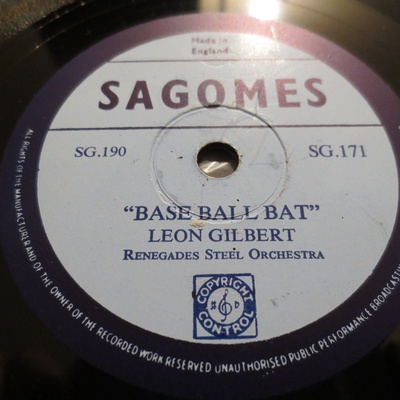 Made in
England
SAGOMES
SG.190
SG.171
"BASE BALL BAT"
LEON GILBERT
RENEGADES STEEL ORCHESTRA
COPYRIGHT
CONTROL
ALL RIGHTS OF THE MANUFACTURER AND OF THE OWNER OF THE RECORDED WORK RESERVED UNAUTHORISED PUBLIC PERFORMANCE BROADCASTING